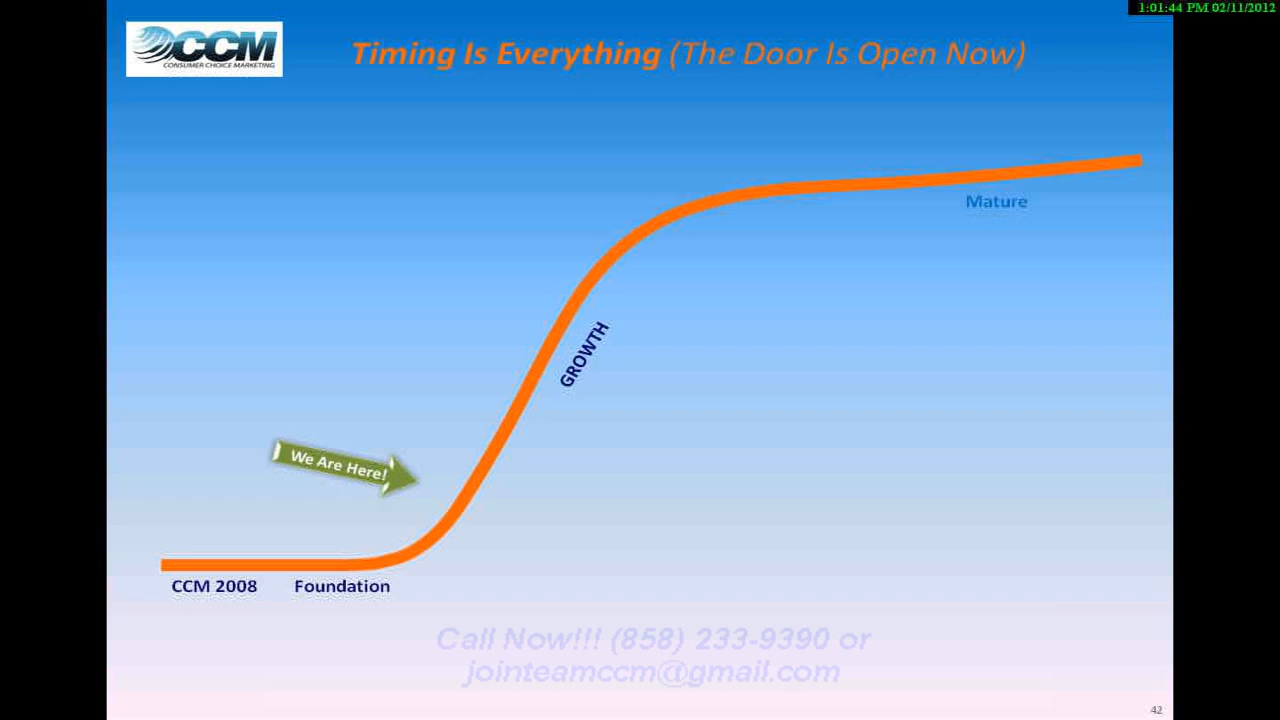 1:01:44 PM 02/11/2012
CCM
CONSUMER CHOICE MARKETING
Timing Is Everything (The Door Is Open Now)
Mature
GROWTH
We Are Here!
CCM 2008 Foundation
Call Now!!! (858) 233-9390 or
jointeamccm@gmail.com
42